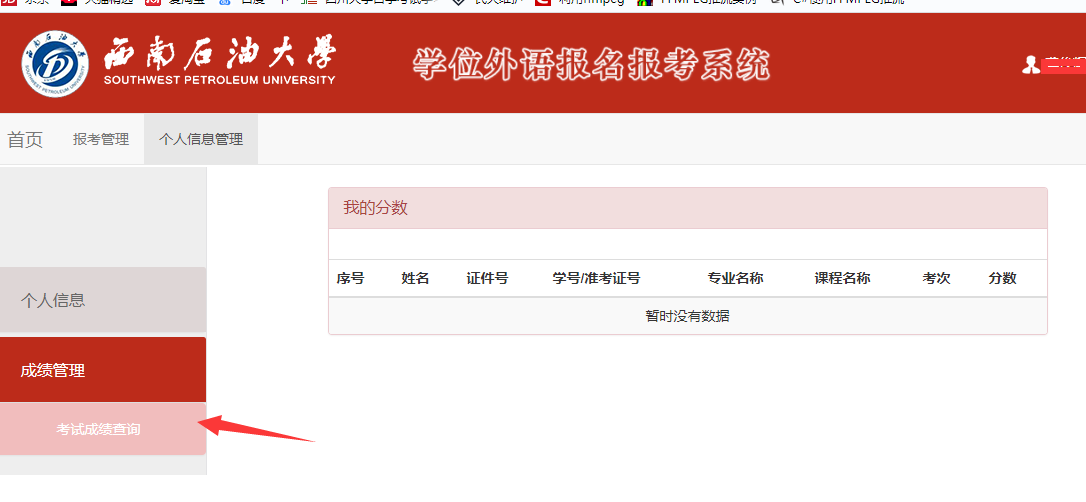 西南石油大学
SOUTHWEST PETROLEUM UNIVERSITY
学位外语报名报考系统
首页 报考管理 个人信息管理
我的分数
序号 姓名 证件号 学号/准考证号 专业名称 课程名称 考次 分数
暂时没有数据
个人信息
成绩管理
考试成绩查询